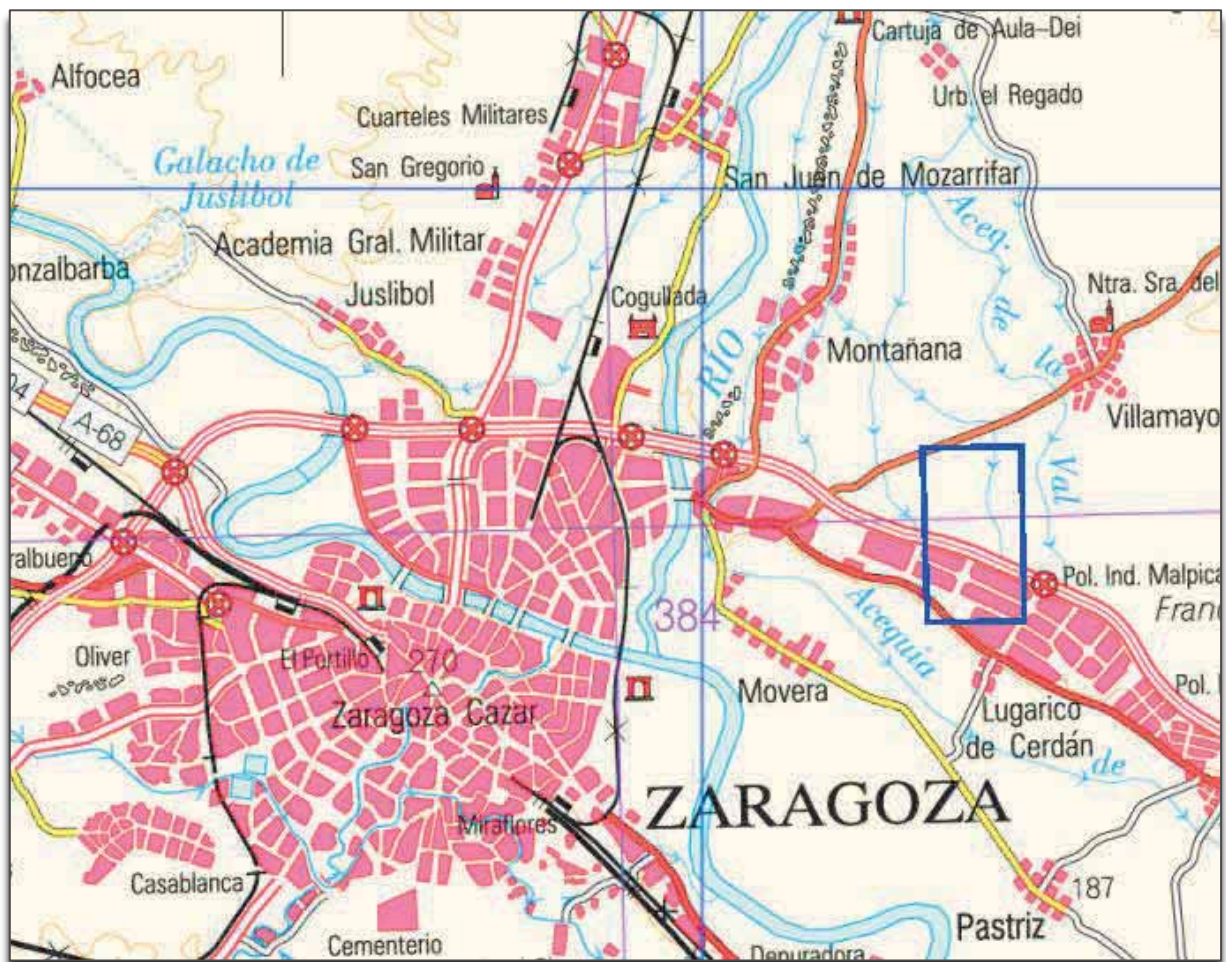 Cartuja de Aula-Dei
Alfocea
Urb. el Regado
Cuarteles Militares
Galacho de
Juslibol
San Gregorio
San Juan de Mozarrifar
Aceq.
de
la
Val
Academia Gral. Militar
onzalbarba
Juslibol
Cogullada
Ntra. Sra. del
RÍO
Montañana
Villamayo
04
A-68
ralbueno
Pol. Ind. Malpica
Fran
384
Acequia
de
Oliver
El Portillo
270
Movera
Pol.
Zaragoza Cazar
Lugarico
de Cerdán
ZARAGOZA
Miraflores
Casablanca
187
Pastriz
Cementerio
Depuradora